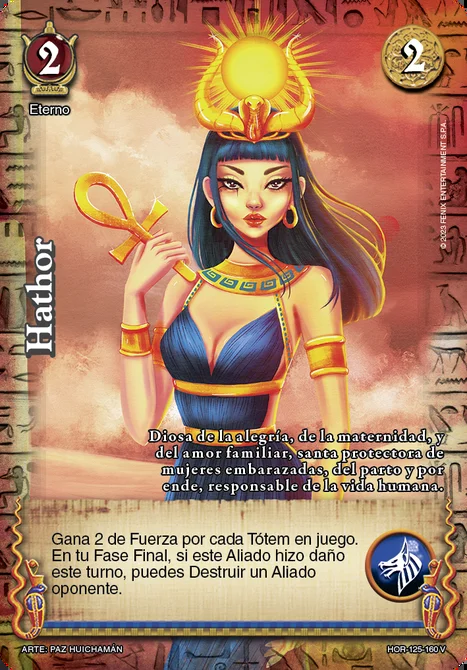 2
2
Eterno
© 2023 FENIX ENTERTAINMENT S.P.A.
Hathor
Diosa de la alegría, de la maternidad, y
del amor familiar, santa protectora de
mujeres embarazadas, del parto y por
ende, responsable de la vida humana.
Gana 2 de Fuerza por cada Tótem en juego.
En tu Fase Final, si este Aliado hizo daño
este turno, puedes Destruir un Aliado
oponente.
ARTE: PAZ HUICHAMÁN
HOR-125-160 V